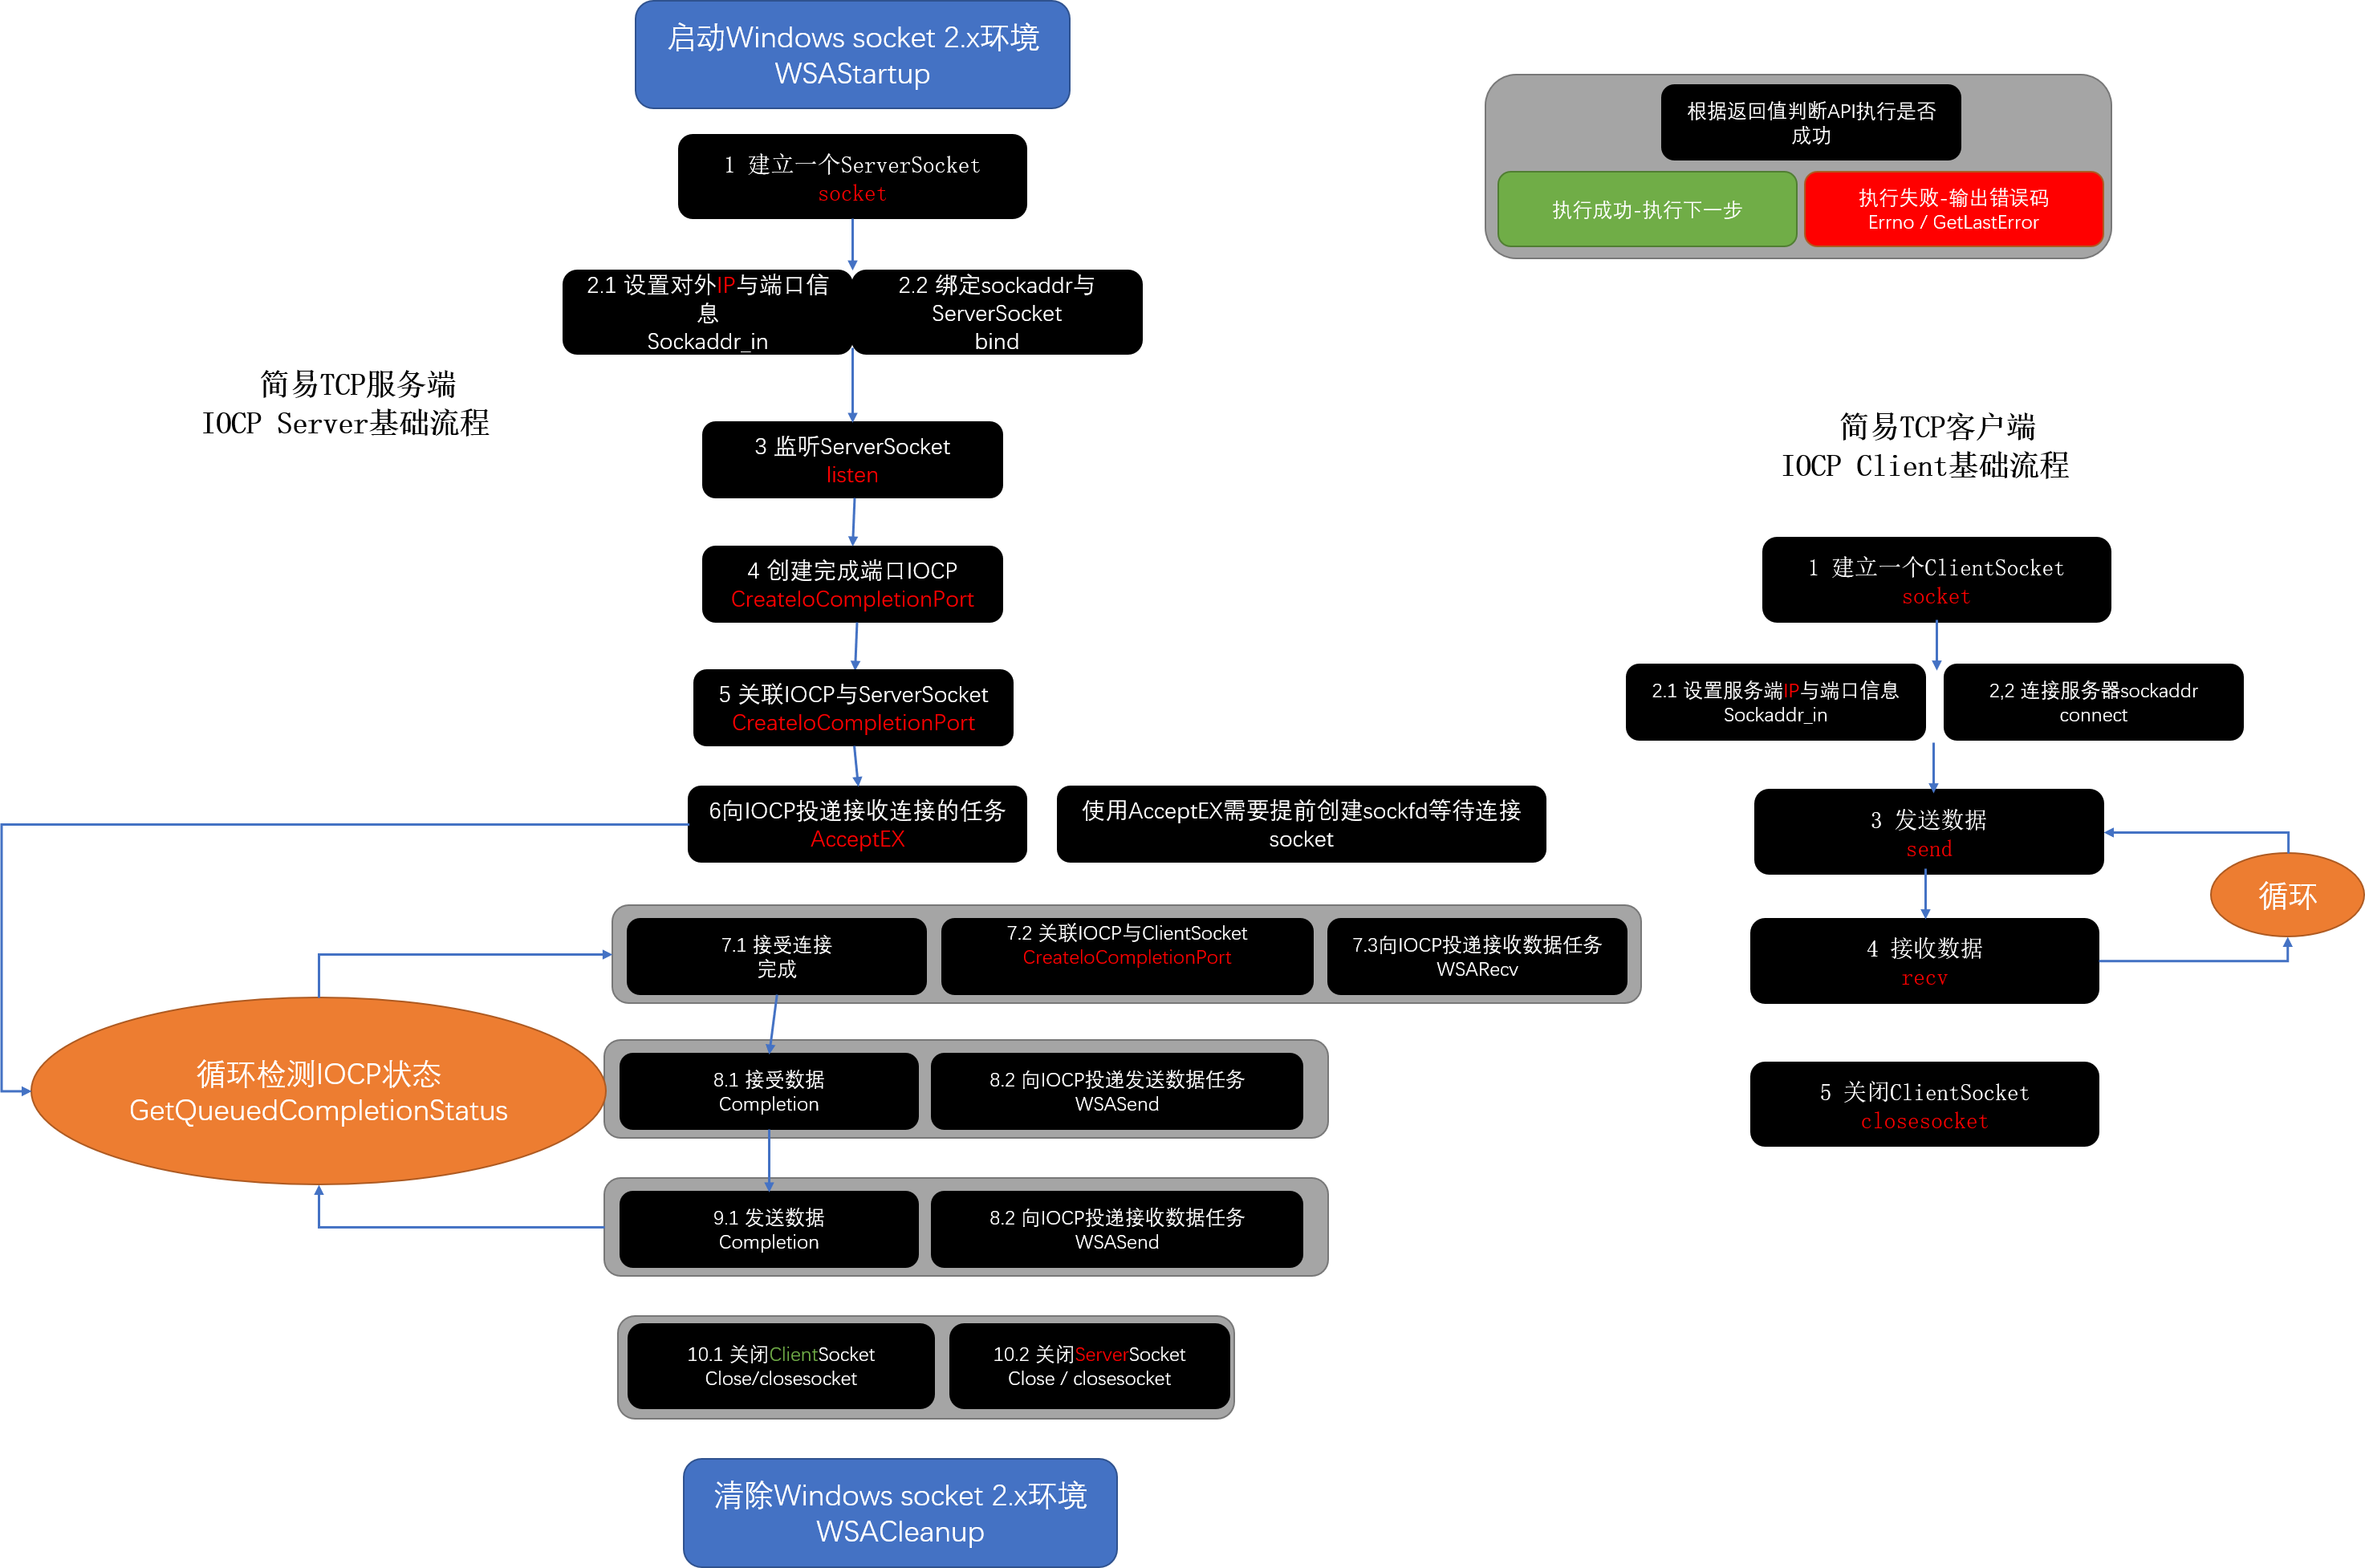 启动Windows socket 2.x环境
WSAStartup
根据返回值判断API执行是否
成功
执行成功-执行下一步
执行失败-输出错误码
Errno / GetLastError
1 建立一个ServerSocket
socket
2.1 设置对外IP与端口信
息
Sockaddr_in
2.2 绑定sockaddr与
ServerSocket
bind
简易TCP服务端
IOCP Server基础流程
3 监听ServerSocket
listen
4 创建完成端口IOCP
CreateIoCompletionPort
5 关联IOCP与ServerSocket
CreateIoCompletionPort
6向IOCP投递接收连接的任务
AcceptEX
使用AcceptEX需要提前创建sockfd等待连接
socket
7.1 接受连接
完成
7.2 关联IOCP与ClientSocket
CreateIoCompletionPort
7.3向IOCP投递接收数据任务
WSARecv
循环检测IOCP状态
GetQueuedCompletionStatus
8.1 接受数据
Completion
8.2 向IOCP投递发送数据任务
WSASend
9.1 发送数据
Completion
8.2 向IOCP投递接收数据任务
WSASend
10.1 关闭ClientSocket
Close/closesocket
10.2 关闭ServerSocket
Close / closesocket
清除Windows socket 2.x环境
WSACleanup
简易TCP客户端
IOCP Client基础流程
1 建立一个ClientSocket
socket
2.1 设置服务端IP与端口信息
Sockaddr_in
2,2 连接服务器sockaddr
connect
3 发送数据
send
循环
4 接收数据
recv
5 关闭ClientSocket
closesocket